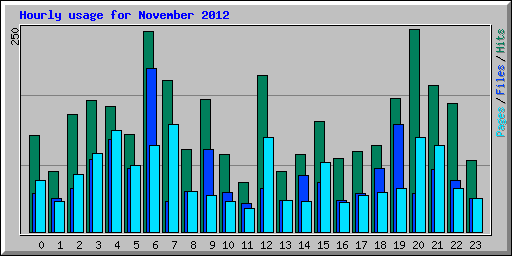 Hourly usage for November 2012
250
Pages/Files/Hits
0 1 2 3 4 5 6 7 8 9 10 11 12 13 14 15 16 17 18 19 20 21 22 23